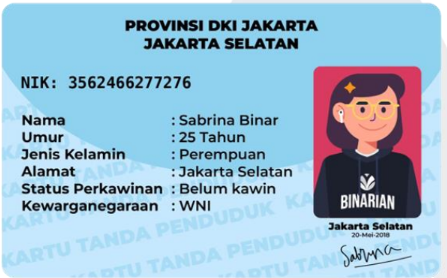 PROVINSI DKI JAKARTA
JAKARTA SELATAN
NIK: 3562466277276
Nama : Sabrina Binar
Umur : 25 Tahun
Jenis Kelamin : Perempuan
Alamat : Jakarta Selatan
Status Perkawinan : Belum kawin
Kewarganegaraan : WNI
BINARIAN
Jakarta Selatan
20-Mei-2018
Sabrina
KARTU TANDA PENDUDUK